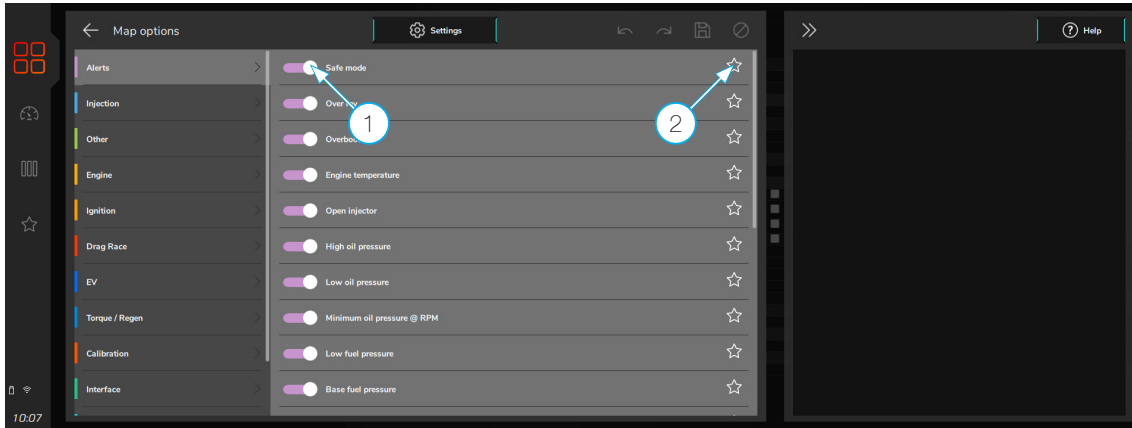 Map options
Settings
Help
Alerts
Injection
Other
Engine
Ignition
Drag Race
EV
Torque / Regen
Calibration
Interface
Safe mode
Over rev
Engine temperature
Open injector
High oil pressure
Low oil pressure
Minimum oil pressure @ RPM
Low fuel pressure
Base fuel pressure
1
2
10:07